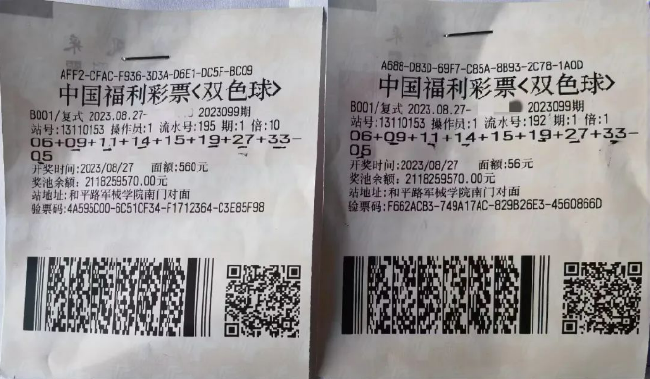 AFF2-CFAC-F936-3D3A-D6E1-DC5F-BC09
中国福利彩票<双色球>
B001/复式 2023.08.27- 2023099期
站号:13110153 操作员:1 流水号:195 期:1 倍:10
06+09+11+14+15+19+27+33-
05
开奖时间:2023/08/27 面额:560元
奖池余额: 2118259570.00元
站地址:和平路军械学院南门对面
验票码:4A595C00-5C51CF34-F1712364-C3E85F98
A688-D83D-69F7-C85A-8B93-2C78-1A0D
中国福利彩票<双色球>
B001/复式 2023.08.27- 2023099期
站号:13110153 操作员:1 流水号:192 期:1 倍:1
06+09+11+14+15+19+27+33-
05
开奖时间:2023/08/27 面额:56元
奖池余额: 2118259570.00元
站地址:和平路军械学院南门对面
验票码:F662ACB3-749A17AC-829B26E3-4560866D